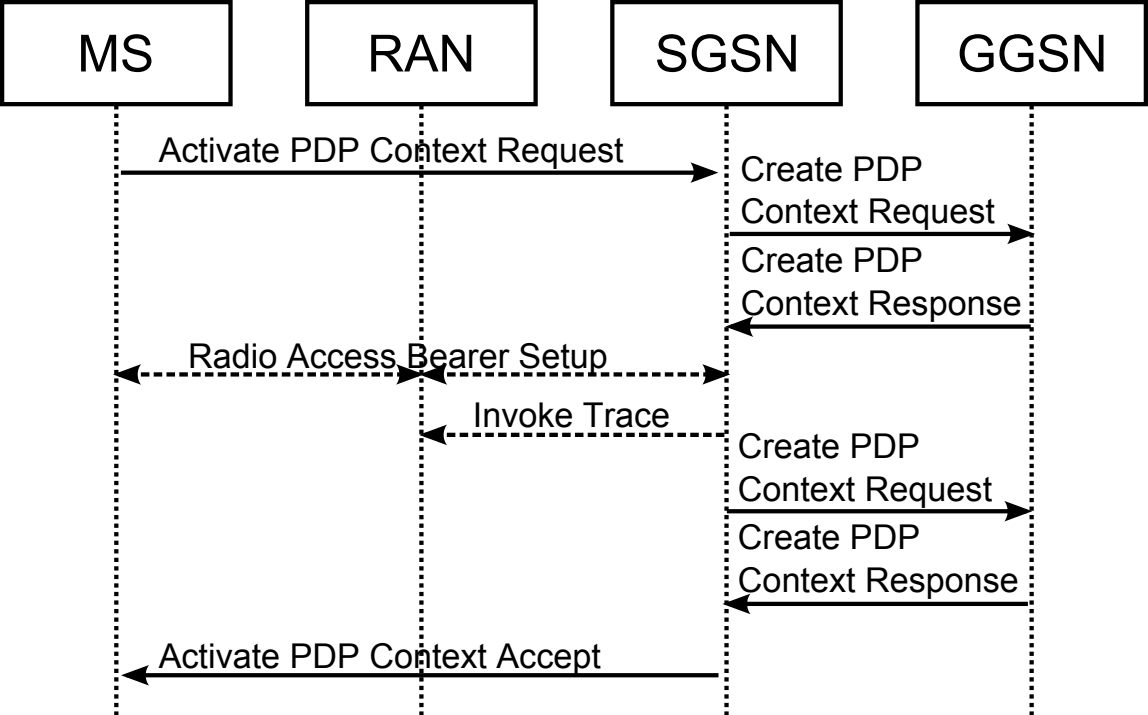 MS
RAN
SGSN
GGSN
Activate PDP Context Request
Create PDP
Context Request
Create PDP
Context Response
Radio Access Bearer Setup
Invoke Trace
Create PDP
Context Request
Create PDP
Context Response
Activate PDP Context Accept